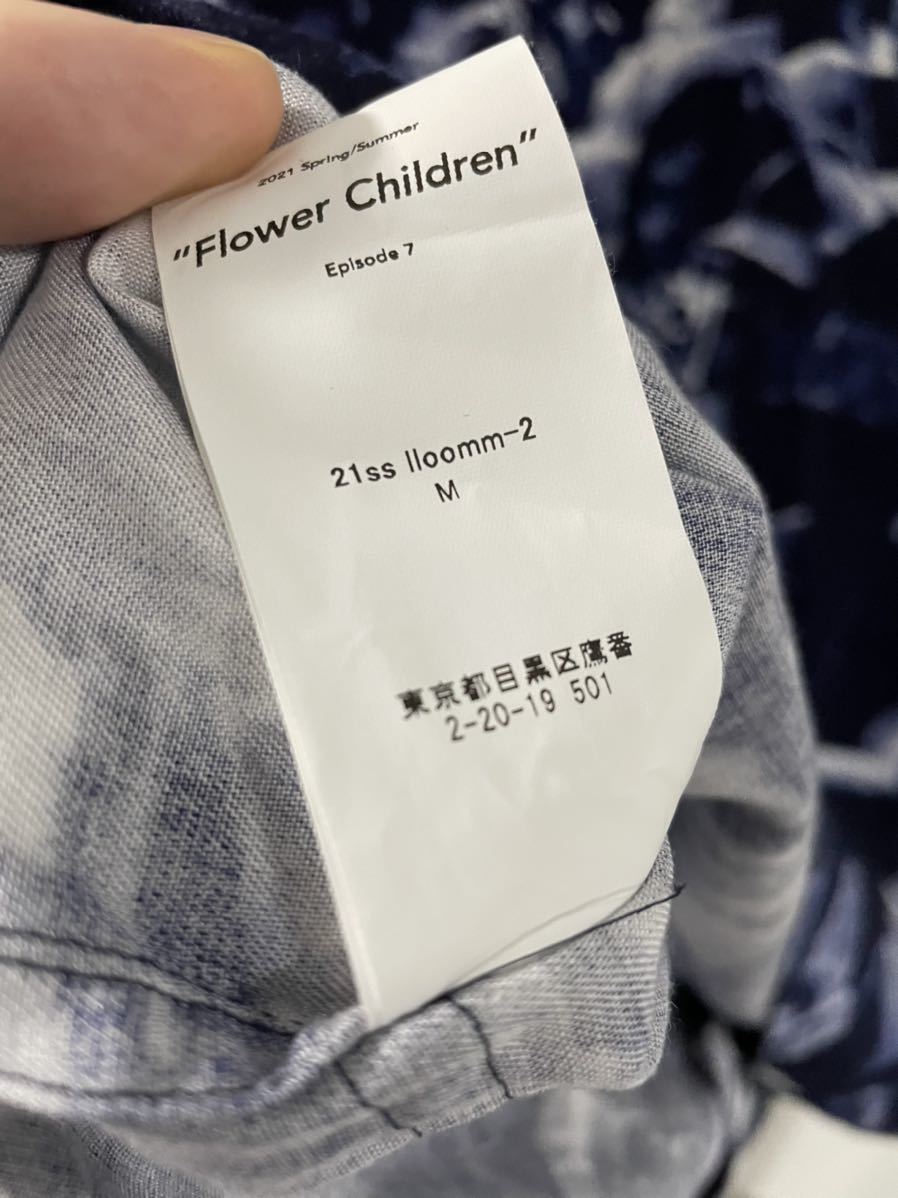 2021 Spring/Summer
"Flower Children"
Episode 7
21ss lloomm-2
M
東京都目黒区鷹番
2-20-19 501